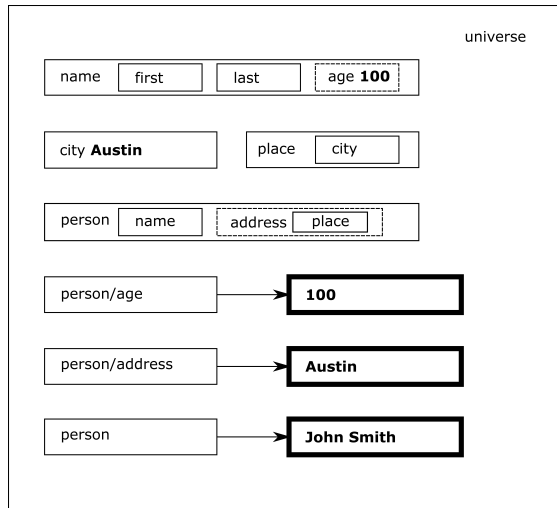 universe
name first last age 100
city Austin place city
person name address place
person/age 100
person/address Austin
person John Smith